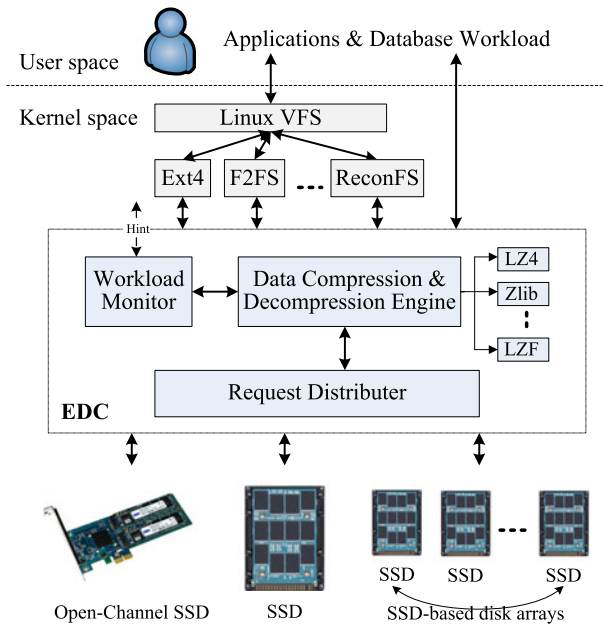 Applications & Database Workload
User space
Kernel space
Linux VFS
Ext4
F2FS
ReconFS
Hint
Workload
Monitor
Data Compression &
Decompression Engine
LZ4
Zlib
LZF
Request Distributer
EDC
SSD
SSD
SSD
Open-Channel SSD
SSD
SSD-based disk arrays